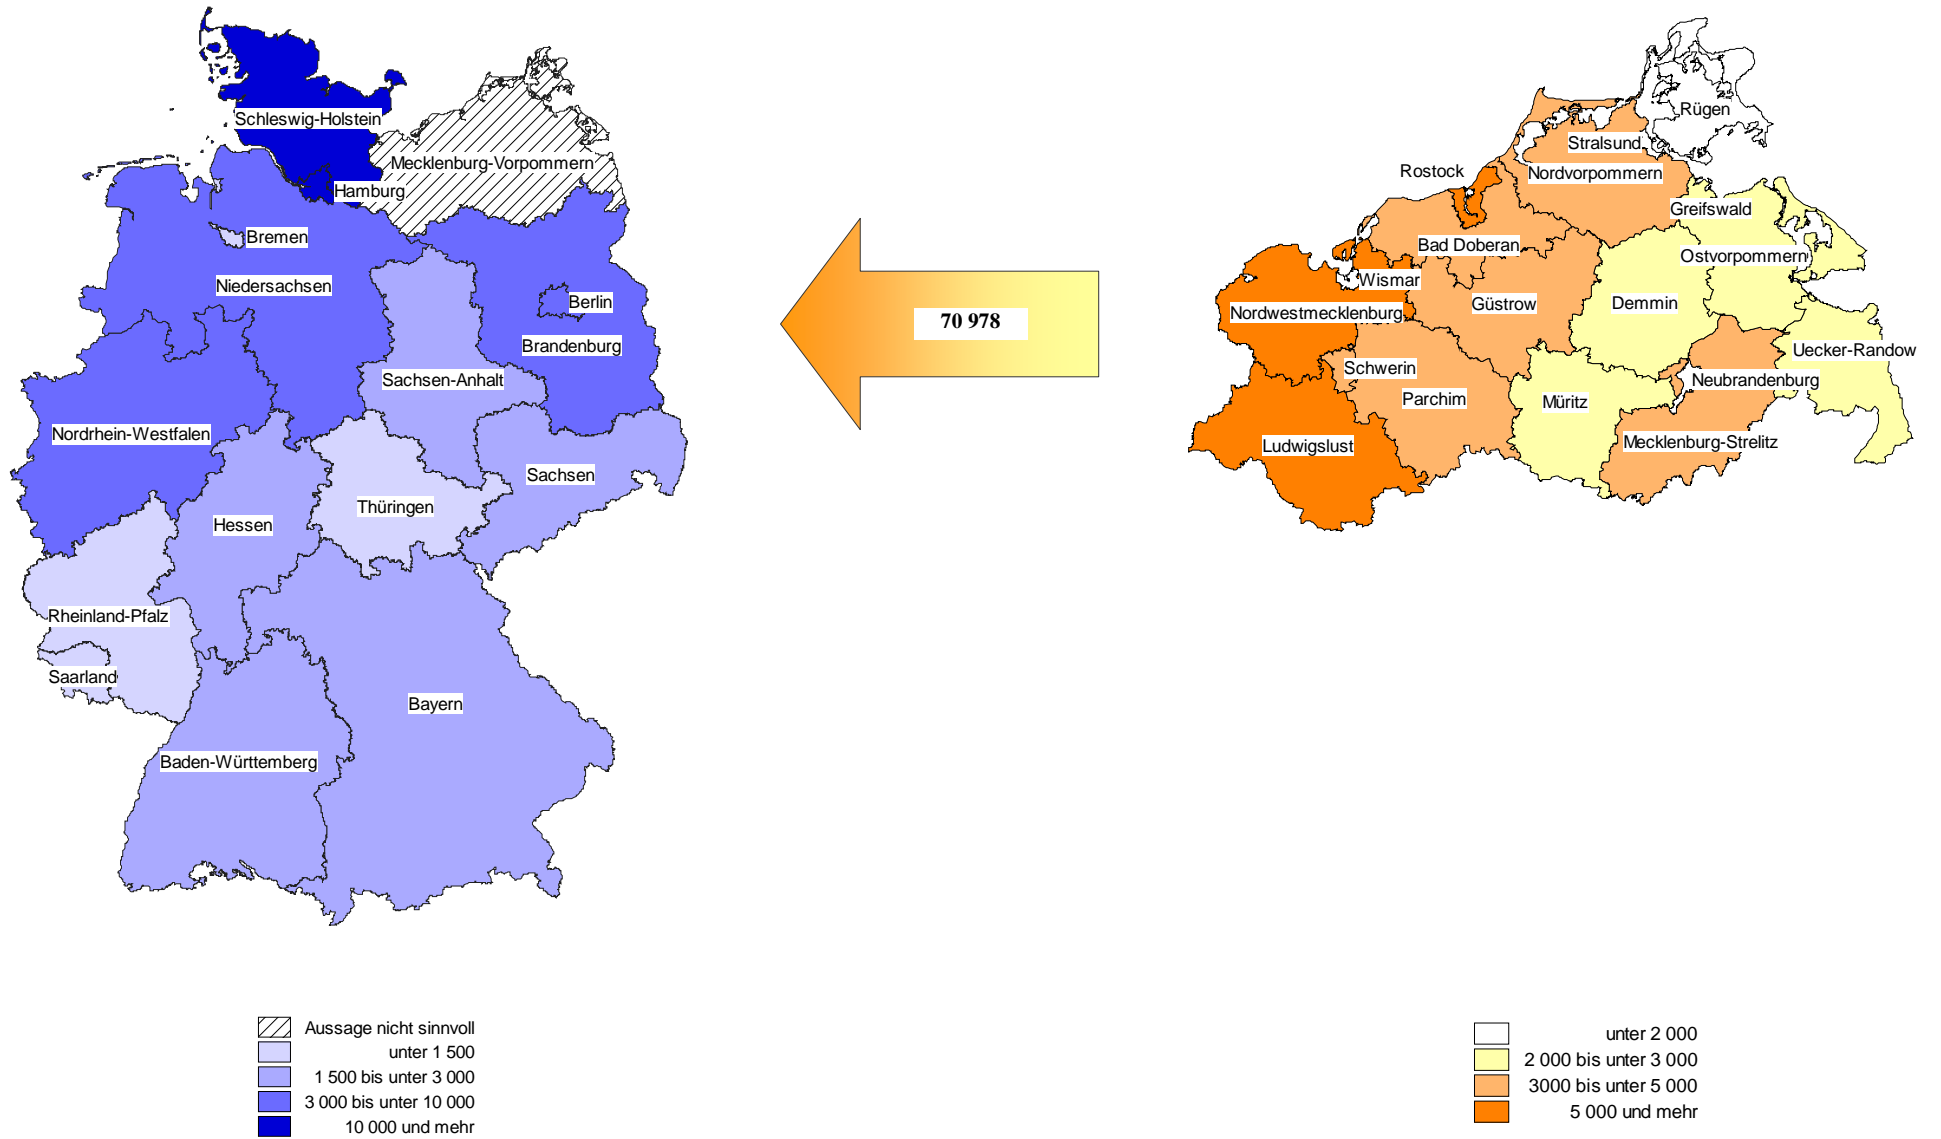 Schleswig-Holstein
Mecklenburg-Vorpommern
Hamburg
Bremen
Niedersachsen
Berlin
Brandenburg
Sachsen-Anhalt
Nordrhein-Westfalen
Sachsen
Thüringen
Hessen
Rheinland-Pfalz
Saarland
Bayern
Baden-Württemberg
Aussage nicht sinnvoll
unter 1 500
1 500 bis unter 3 000
3 000 bis unter 10 000
10 000 und mehr
70 978
Rügen
Stralsund
Rostock
Nordvorpommern
Greifswald
Bad Doberan
Ostvorpommern
Wismar
Güstrow
Demmin
Nordwestmecklenburg
Uecker-Randow
Schwerin
Neubrandenburg
Parchim
Müritz
Mecklenburg-Strelitz
Ludwigslust
unter 2 000
2 000 bis unter 3 000
3000 bis unter 5 000
5 000 und mehr